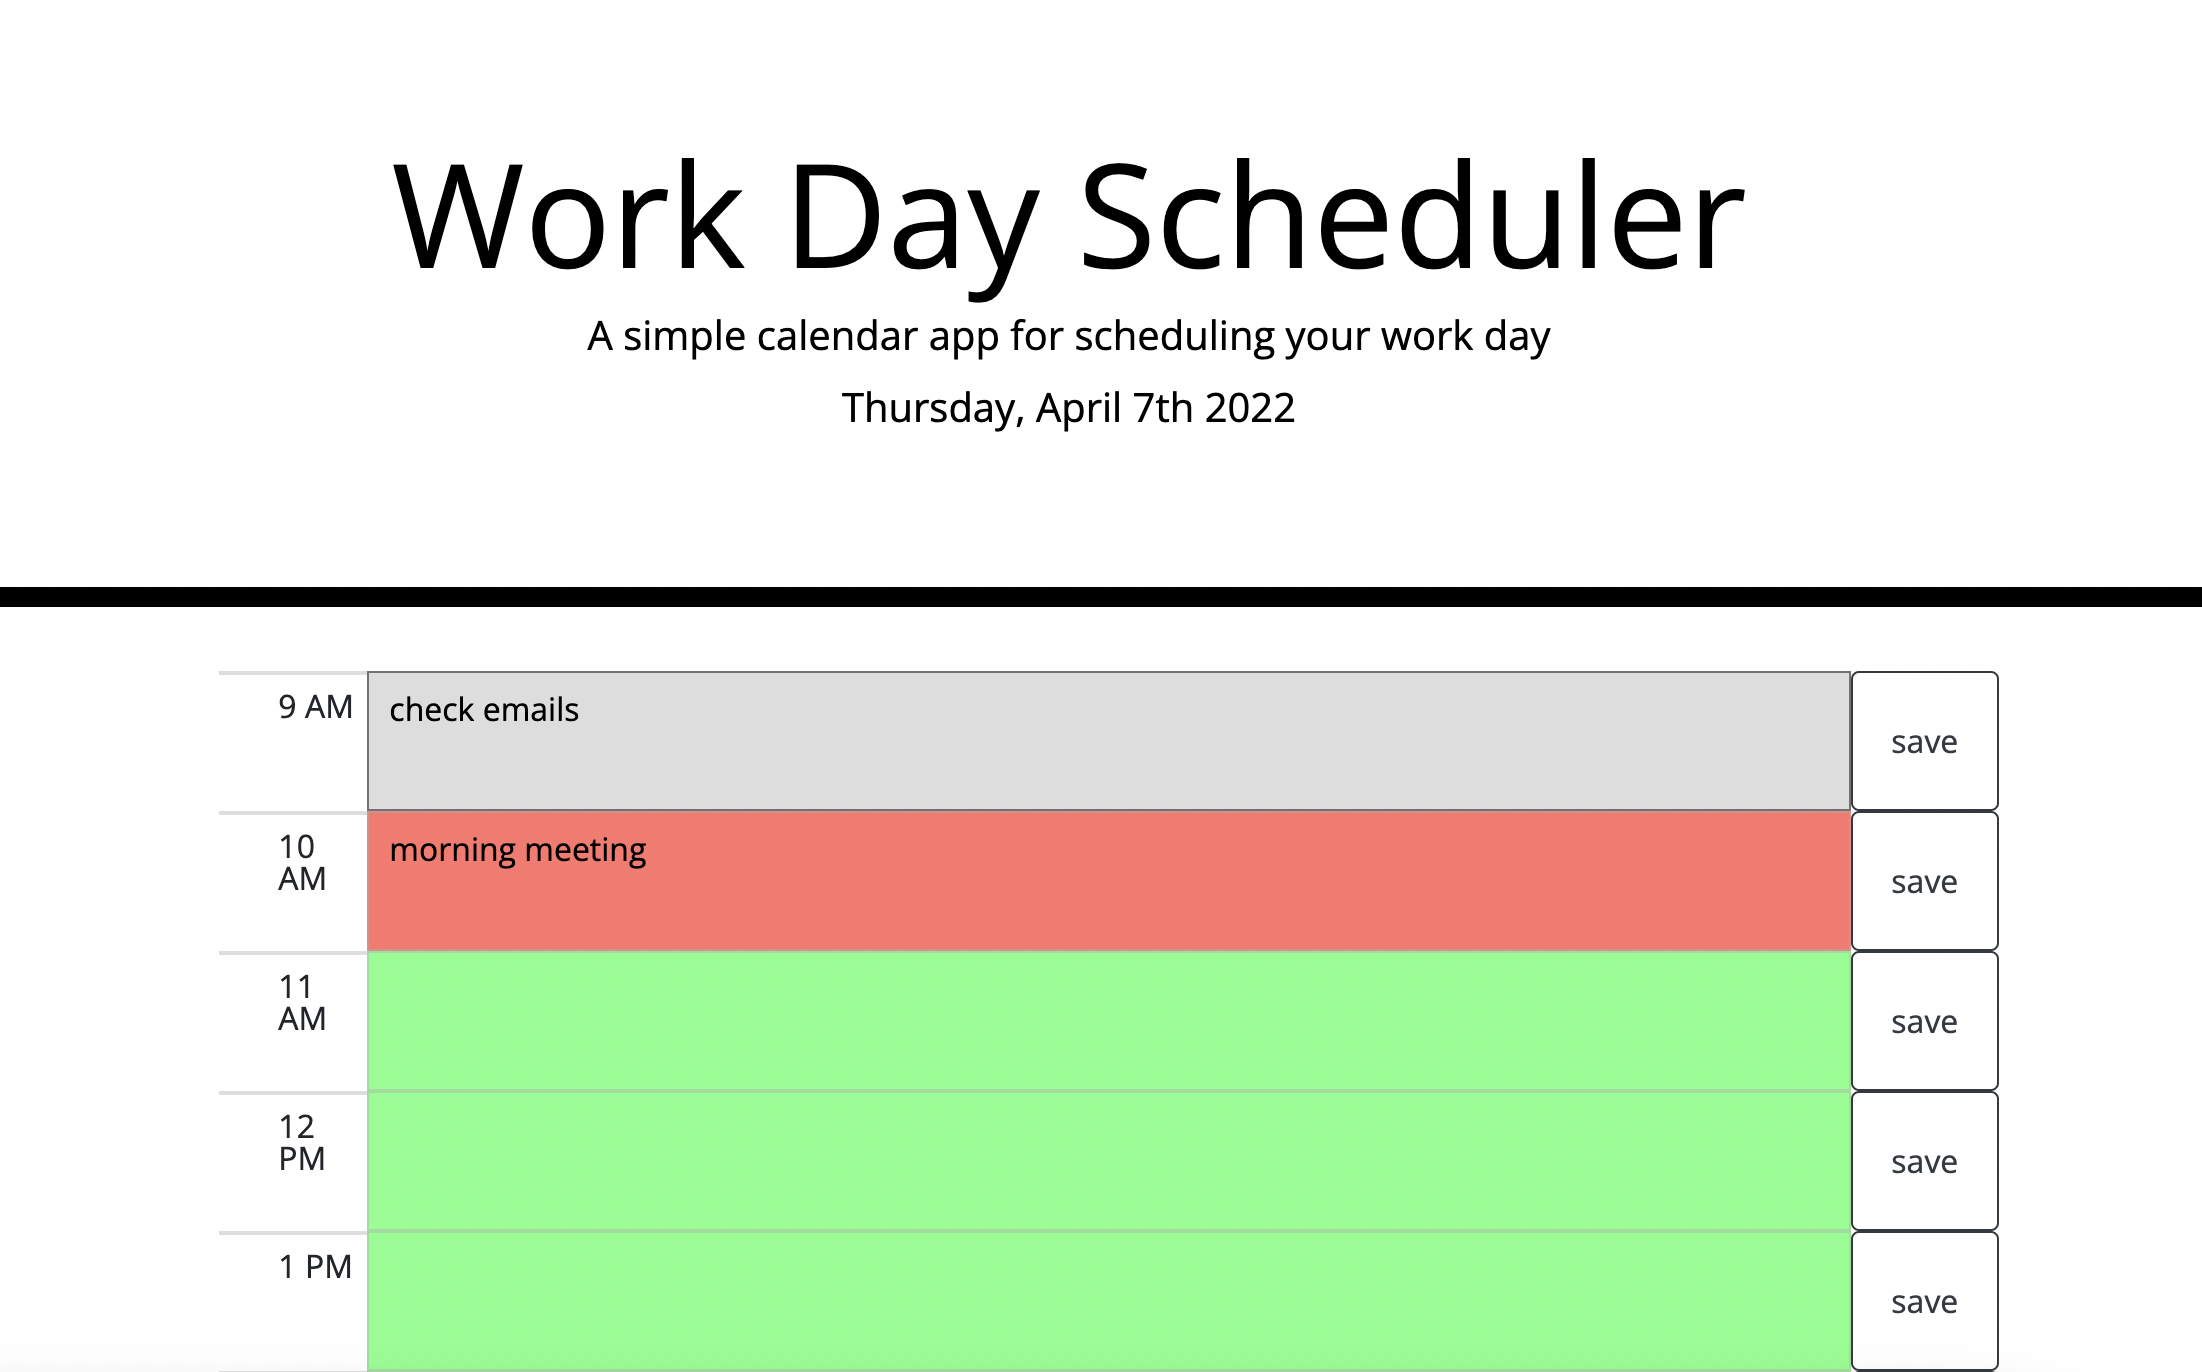 Work Day Scheduler
A simple calendar app for scheduling your work day
Thursday, April 7th 2022
9 AM
check emails
save
10
AM
morning meeting
save
11
AM
save
12
PM
save
1 PM
save